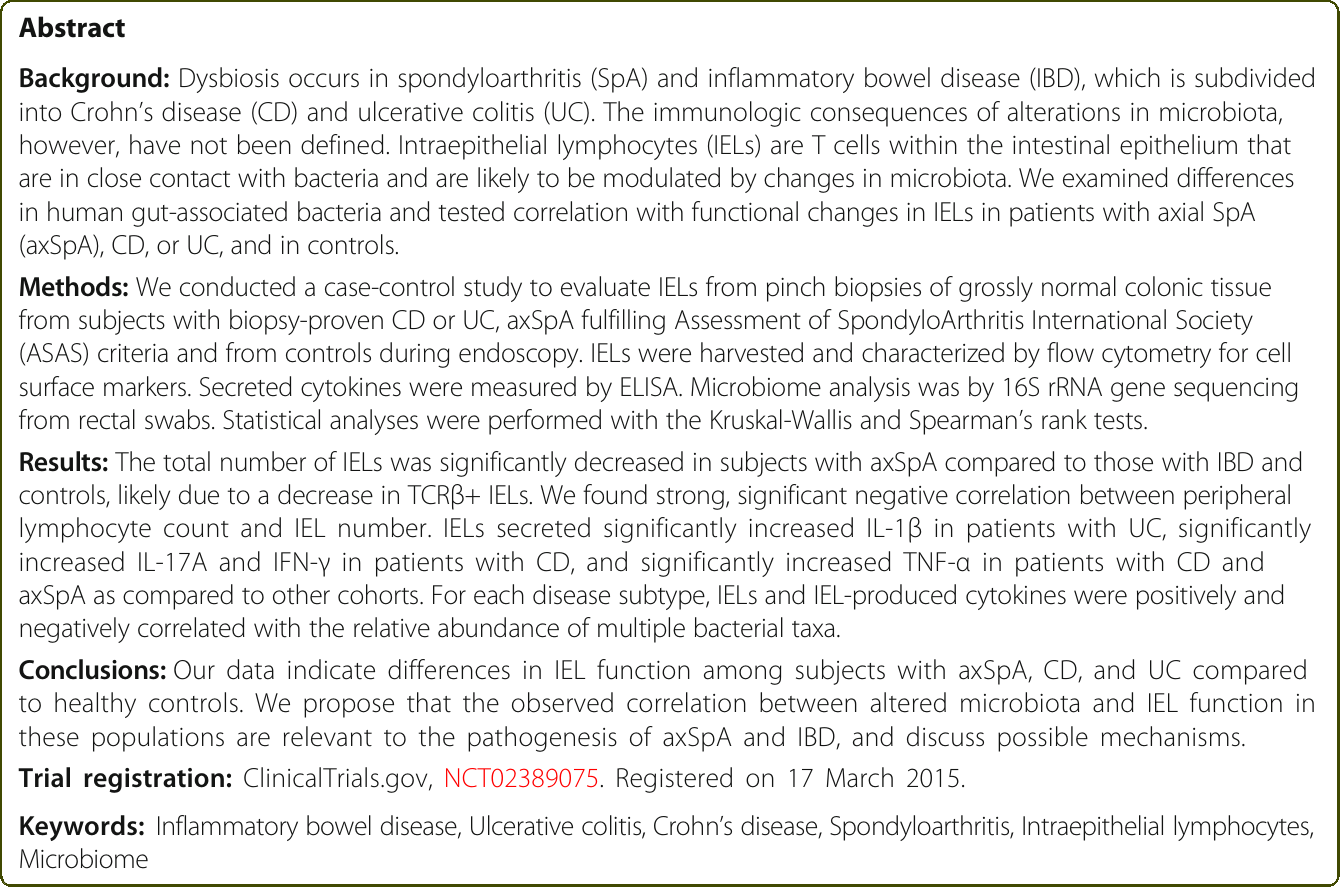 Abstract
Background: Dysbiosis occurs in spondyloarthritis (SpA) and inflammatory bowel disease (IBD), which is subdivided
into Crohn's disease (CD) and ulcerative colitis (UC). The immunologic consequences of alterations in microbiota,
however, have not been defined. Intraepithelial lymphocytes (IELs) are T cells within the intestinal epithelium that
are in close contact with bacteria and are likely to be modulated by changes in microbiota. We examined differences
in human gut-associated bacteria and tested correlation with functional changes in IELs in patients with axial SpA
(axSpA), CD, or UC, and in controls.
Methods: We conducted a case-control study to evaluate IELs from pinch biopsies of grossly normal colonic tissue
from subjects with biopsy-proven CD or UC, axSpA fulfilling Assessment of SpondyloArthritis International Society
(ASAS) criteria and from controls during endoscopy. IELs were harvested and characterized by flow cytometry for cell
surface markers. Secreted cytokines were measured by ELISA. Microbiome analysis was by 16S rRNA gene sequencing
from rectal swabs. Statistical analyses were performed with the Kruskal-Wallis and Spearman's rank tests.
Results: The total number of IELs was significantly decreased in subjects with axSpA compared to those with IBD and
controls, likely due to a decrease in TCRβ+ IELs. We found strong, significant negative correlation between peripheral
lymphocyte count and IEL number. IELs secreted significantly increased IL-1β in patients with UC, significantly
increased IL-17A and IFN-γ in patients with CD, and significantly increased TNF-α in patients with CD and
axSpA as compared to other cohorts. For each disease subtype, IELs and IEL-produced cytokines were positively and
negatively correlated with the relative abundance of multiple bacterial taxa.
Conclusions: Our data indicate differences in IEL function among subjects with axSpA, CD, and UC compared
to healthy controls. We propose that the observed correlation between altered microbiota and IEL function in
these populations are relevant to the pathogenesis of axSpA and IBD, and discuss possible mechanisms.
Trial registration: ClinicalTrials.gov, NCT02389075. Registered on 17 March 2015.
Keywords: Inflammatory bowel disease, Ulcerative colitis, Crohn's disease, Spondyloarthritis, Intraepithelial lymphocytes,
Microbiome